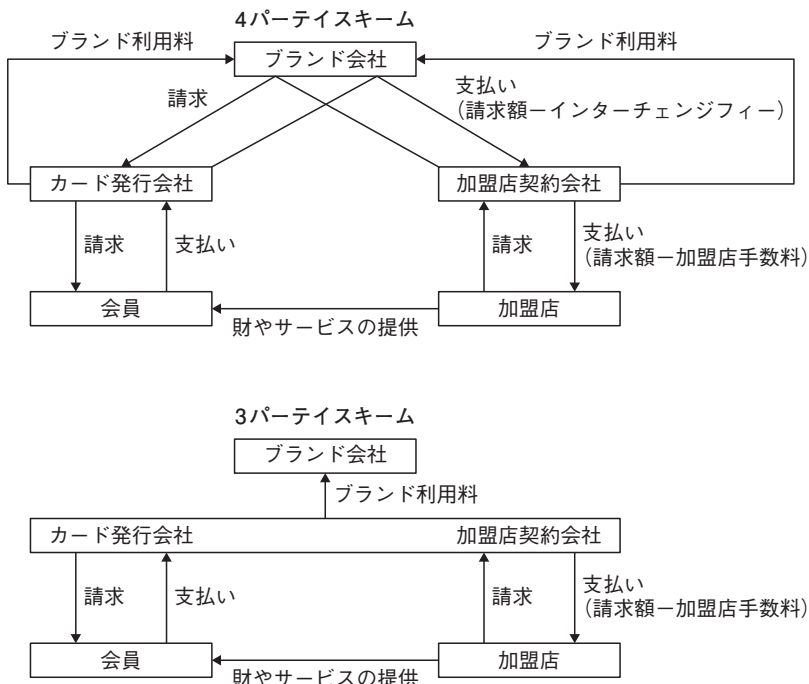 4パーテイスキーム
ブランド利用料
ブランド利用料
ブランド会社
請求
支払い
(請求額ーインターチェンジフィー)
カード発行会社
加盟店契約会社
請求
支払い
請求
支払い
(請求額ー加盟店手数料)
会員
加盟店
財やサービスの提供
3パーテイスキーム
ブランド会社
ブランド利用料
カード発行会社
加盟店契約会社
請求
支払い
請求
支払い
(請求額ー加盟店手数料)
会員
加盟店
財やサービスの提供